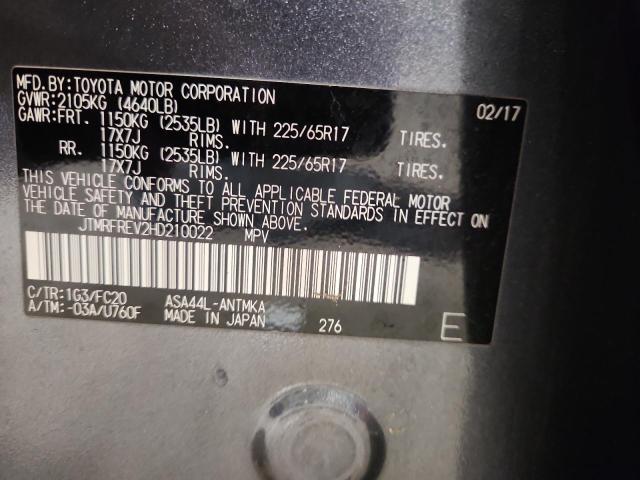 MFD.BY:TOYOTA MOTOR CORPORATION 02/17
GVWR:2105KG (4640LB)
GAWR:FRT. 1150KG (2535LB) WITH 225/65R17 TIRES.
17X7J RIMS.
RR. 1150KG (2535LB) WITH 225/65R17 TIRES.
17X7J RIMS.
THIS VEHICLE CONFORMS TO ALL APPLICABLE FEDERAL MOTOR
VEHICLE SAFETY AND THEFT PREVENTION STANDARDS IN EFFECT ON
THE DATE OF MANUFACTURE SHOWN ABOVE.
JTMRFREV2HD210022 MPV
C/TR:1G3/FC20 ASA44L-ANTMKA
A/TM:-03A/U760F MADE IN JAPAN 276 E